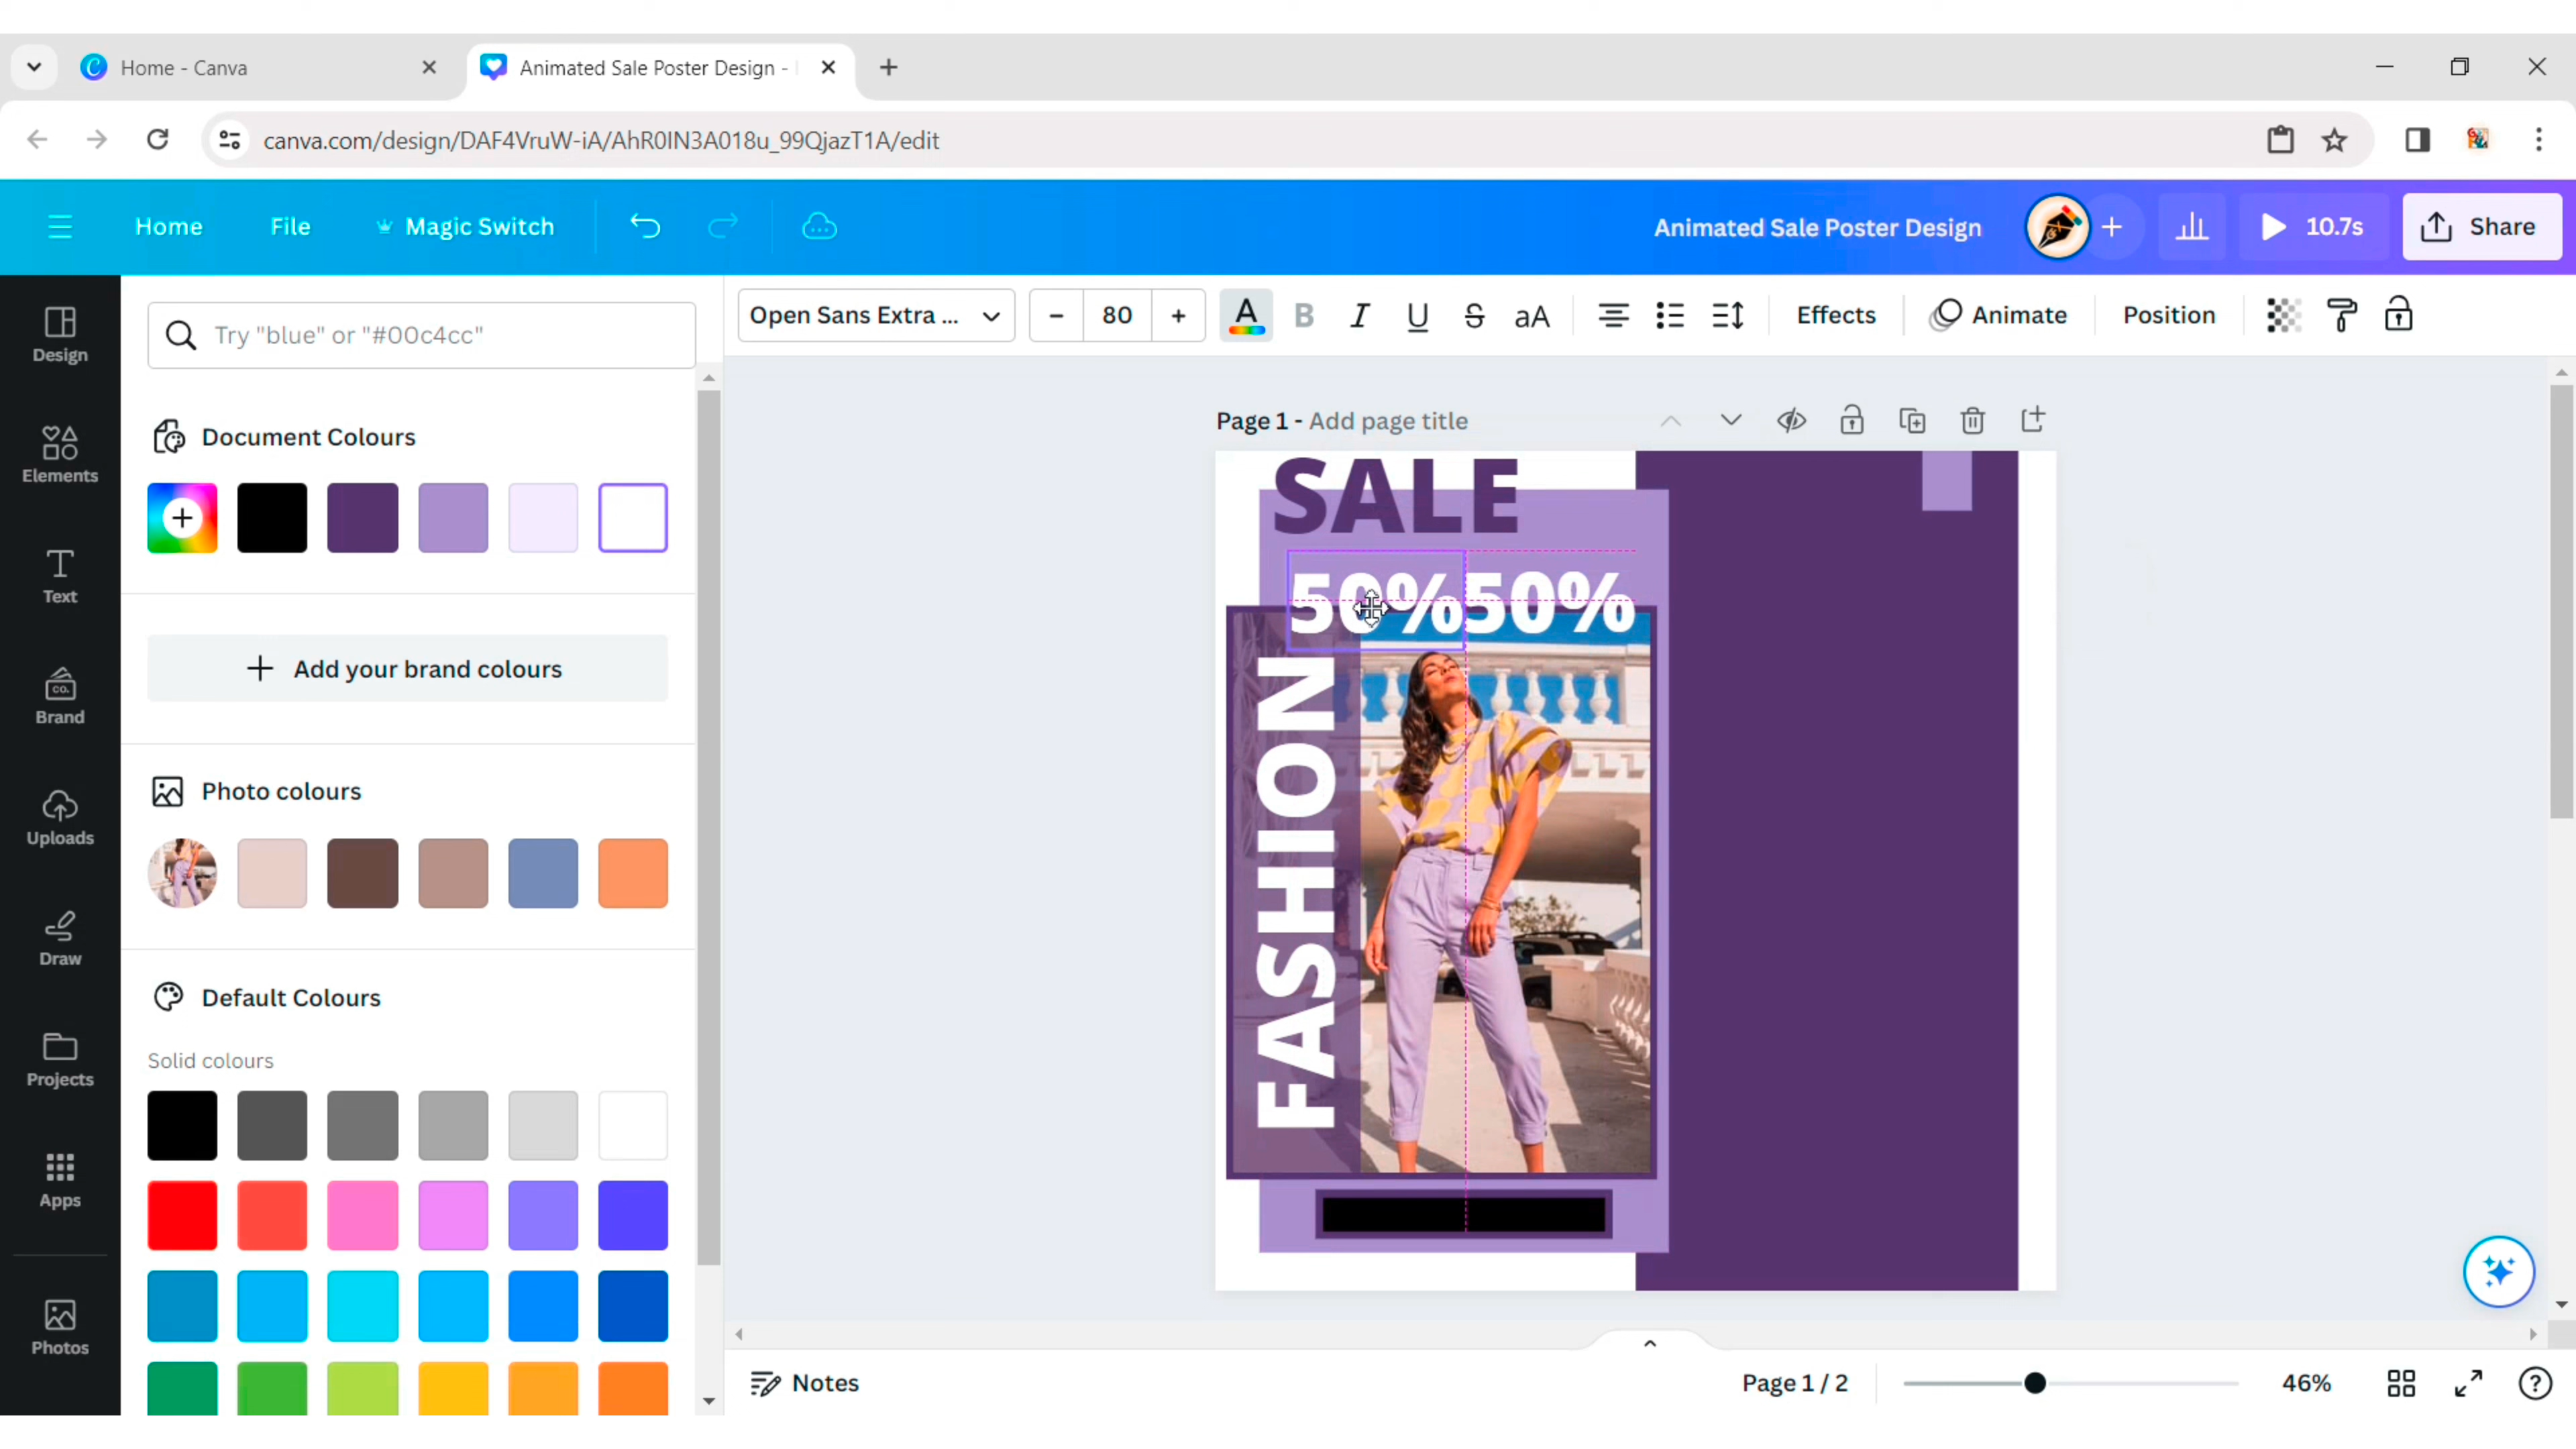 Home - Canva
Animated Sale Poster Design -
canva.com/design/DAF4VruW-iA/AhR0IN3A018u_99QjazT1A/edit
Home
File
Magic Switch
Animated Sale Poster Design
10.7s
Share
Design
Elements
Text
CO.
Brand
Uploads
Draw
Projects
Apps
Photos
Try "blue" or "#00c4cc"
Document Colours
Add your brand colours
Photo colours
Default Colours
Solid colours
Open Sans Extra ...
80
A
B
I
U
S
aA
Effects
Animate
Position
Page 1 - Add page title
SALE
50%
50%
FASHION
Notes
Page 1 / 2
46%